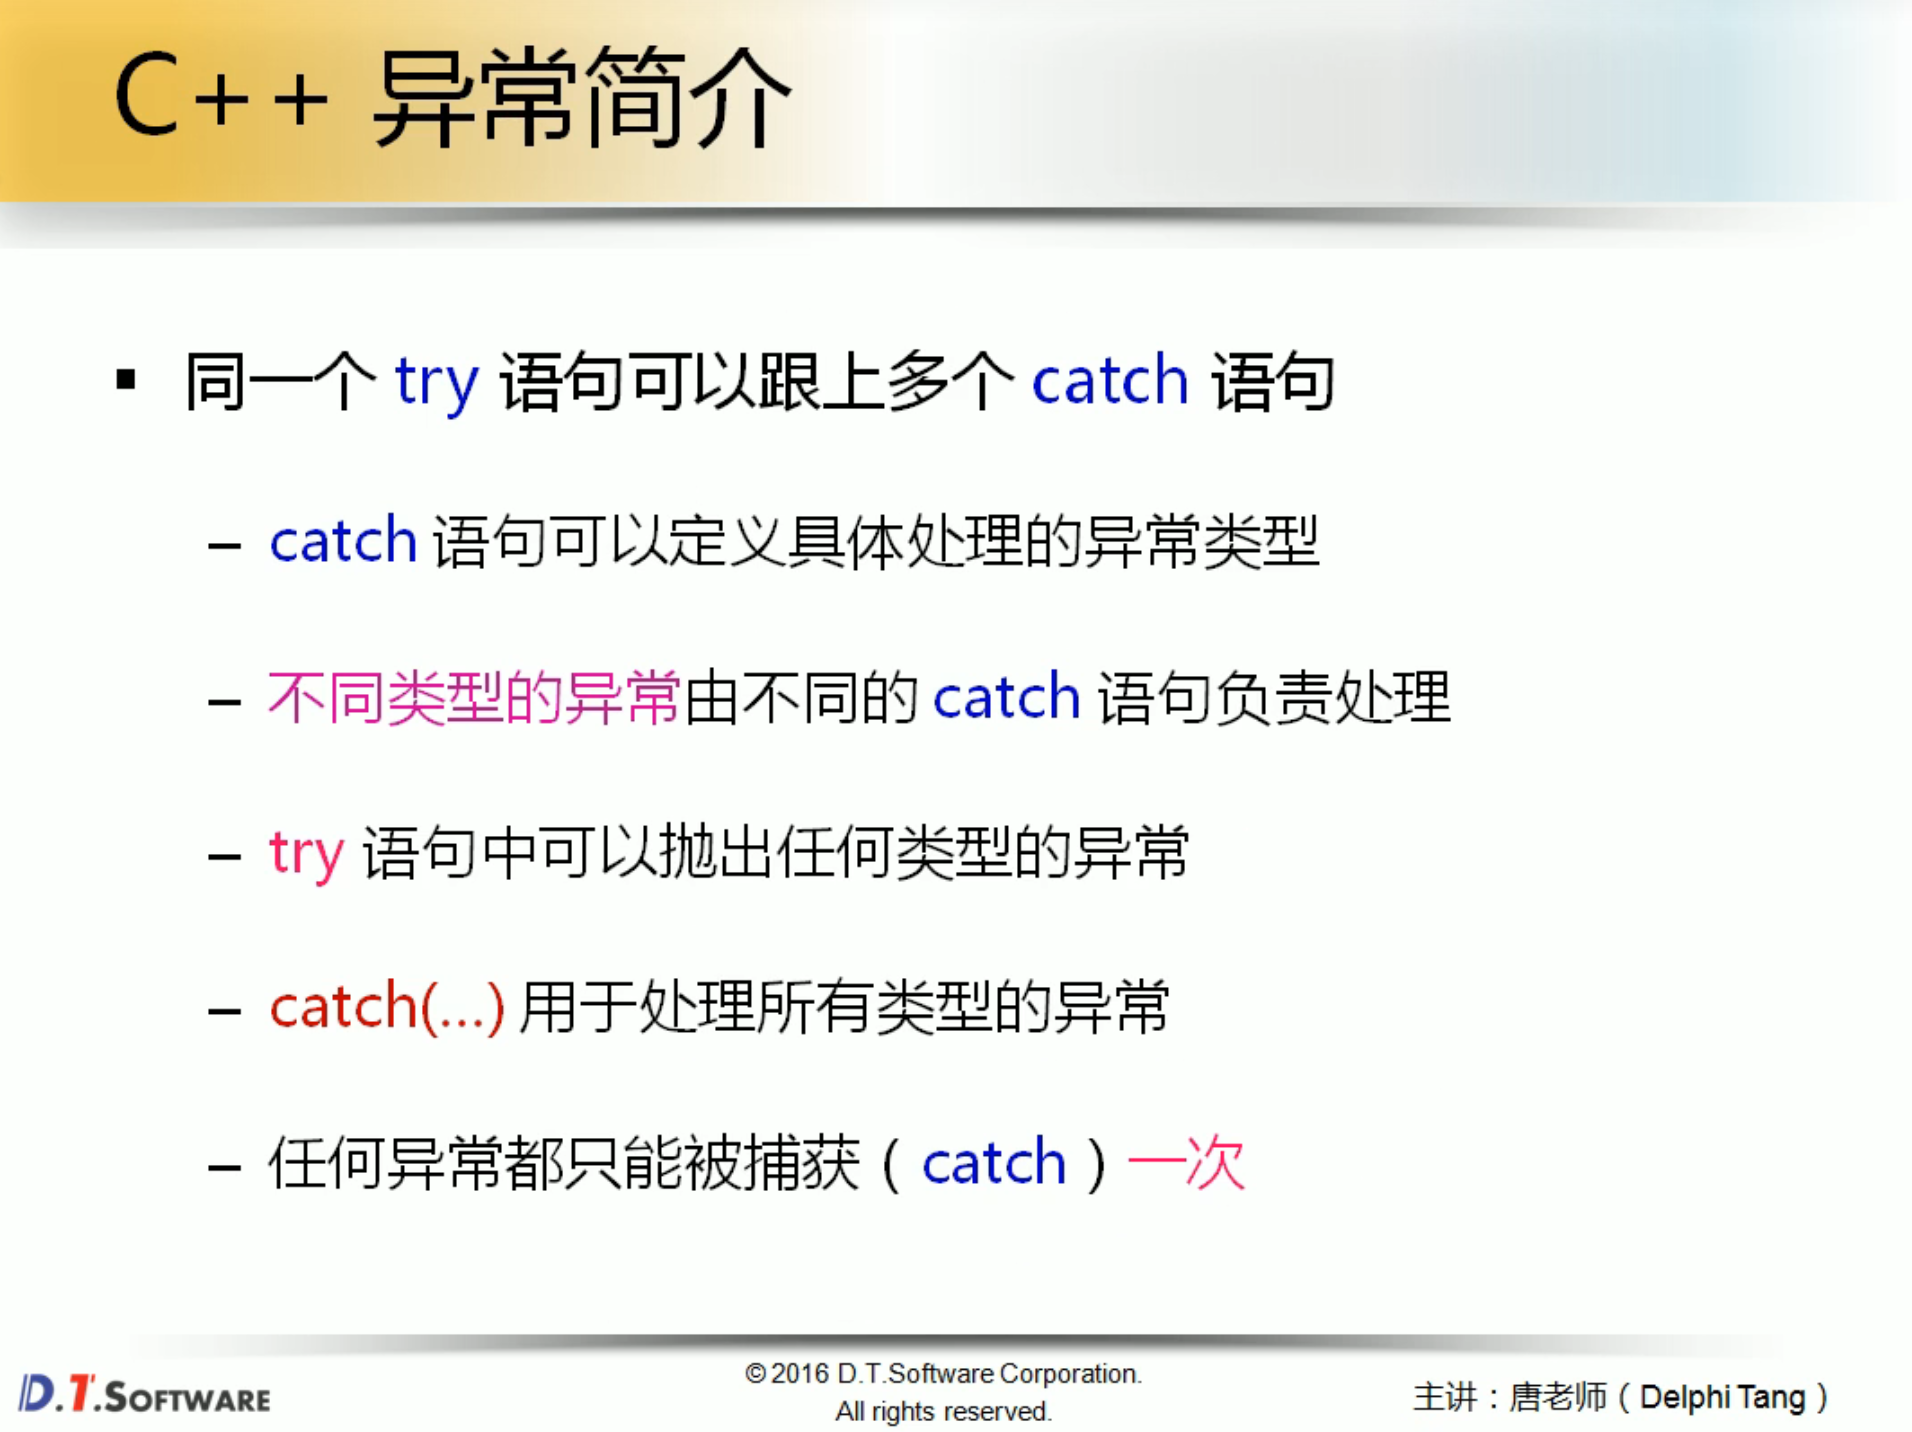 C++ 异常简介
▪ 同一个 try 语句可以跟上多个 catch 语句
– catch 语句可以定义具体处理的异常类型
– 不同类型的异常由不同的 catch 语句负责处理
– try 语句中可以抛出任何类型的异常
– catch(...) 用于处理所有类型的异常
– 任何异常都只能被捕获（catch）一次
D.T.SOFTWARE
© 2016 D.T.Software Corporation.
All rights reserved.
主讲：唐老师（Delphi Tang）